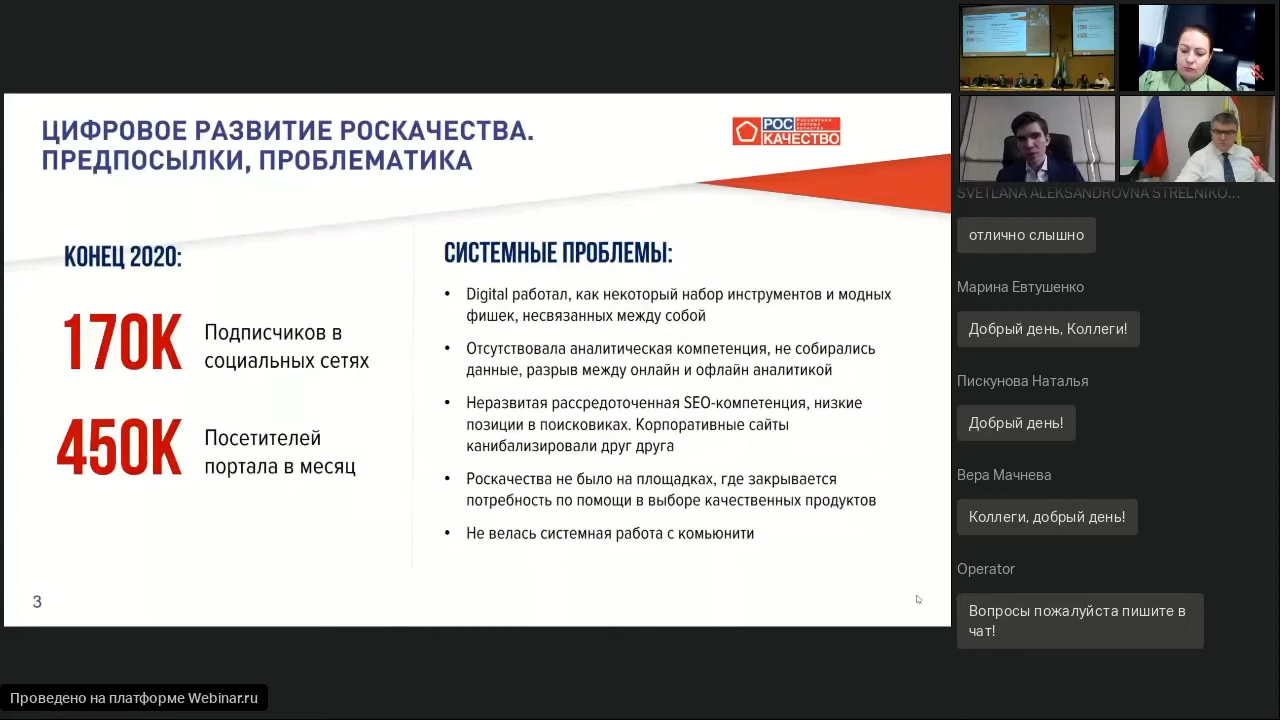 ЦИФРОВОЕ РАЗВИТИЕ РОСКАЧЕСТВА.
ПРЕДПОСЫЛКИ, ПРОБЛЕМАТИКА
РОС
КАЧЕСТВО
КОНЕЦ 2020:
170K
Подписчиков в
социальных сетях
450K
Посетителей
портала в месяц
СИСТЕМНЫЕ ПРОБЛЕМЫ:
• Digital работал, как некоторый набор инструментов и модных
фишек, несвязанных между собой
• Отсутствовала аналитическая компетенция, не собирались
данные, разрыв между онлайн и офлайн аналитикой
• Неразвитая рассредоточенная SEO-компетенция, низкие
позиции в поисковиках. Корпоративные сайты
канибализировали друг друга
• Роскачества не было на площадках, где закрывается
потребность по помощи в выборе качественных продуктов
• Не велась системная работа с комьюнити
3
SVETLANA ALEKSANDROVNA STRELNIKO...
отлично слышно
Марина Евтушенко
Добрый день, Коллеги!
Пискунова Наталья
Добрый день!
Вера Мачнева
Коллеги, добрый день!
Operator
Вопросы пожалуйста пишите в
чат!
Проведено на платформе Webinar.ru